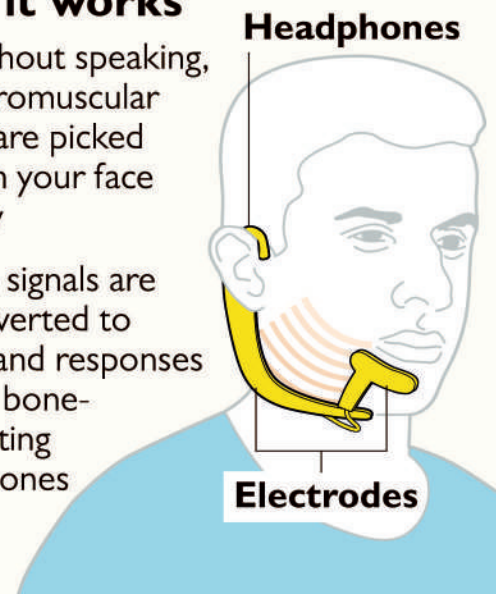 it works
Headphones
hout speaking,
romuscular
are picked
n your face
y
signals are
verted to
and responses
bone-
ting
ones
Electrodes